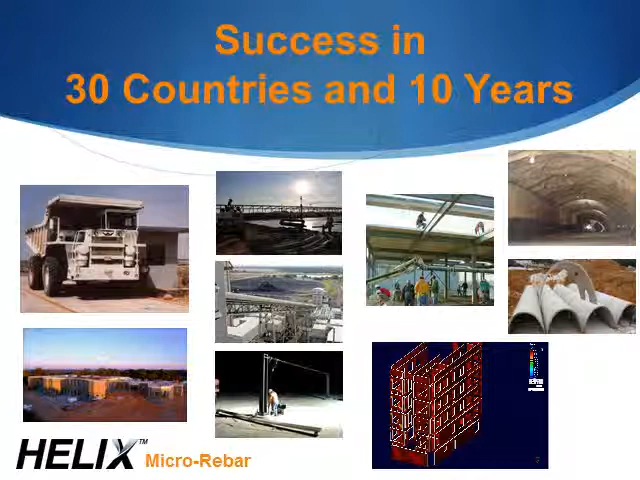 Success in
30 Countries and 10 Years
HELIX™
Micro-Rebar